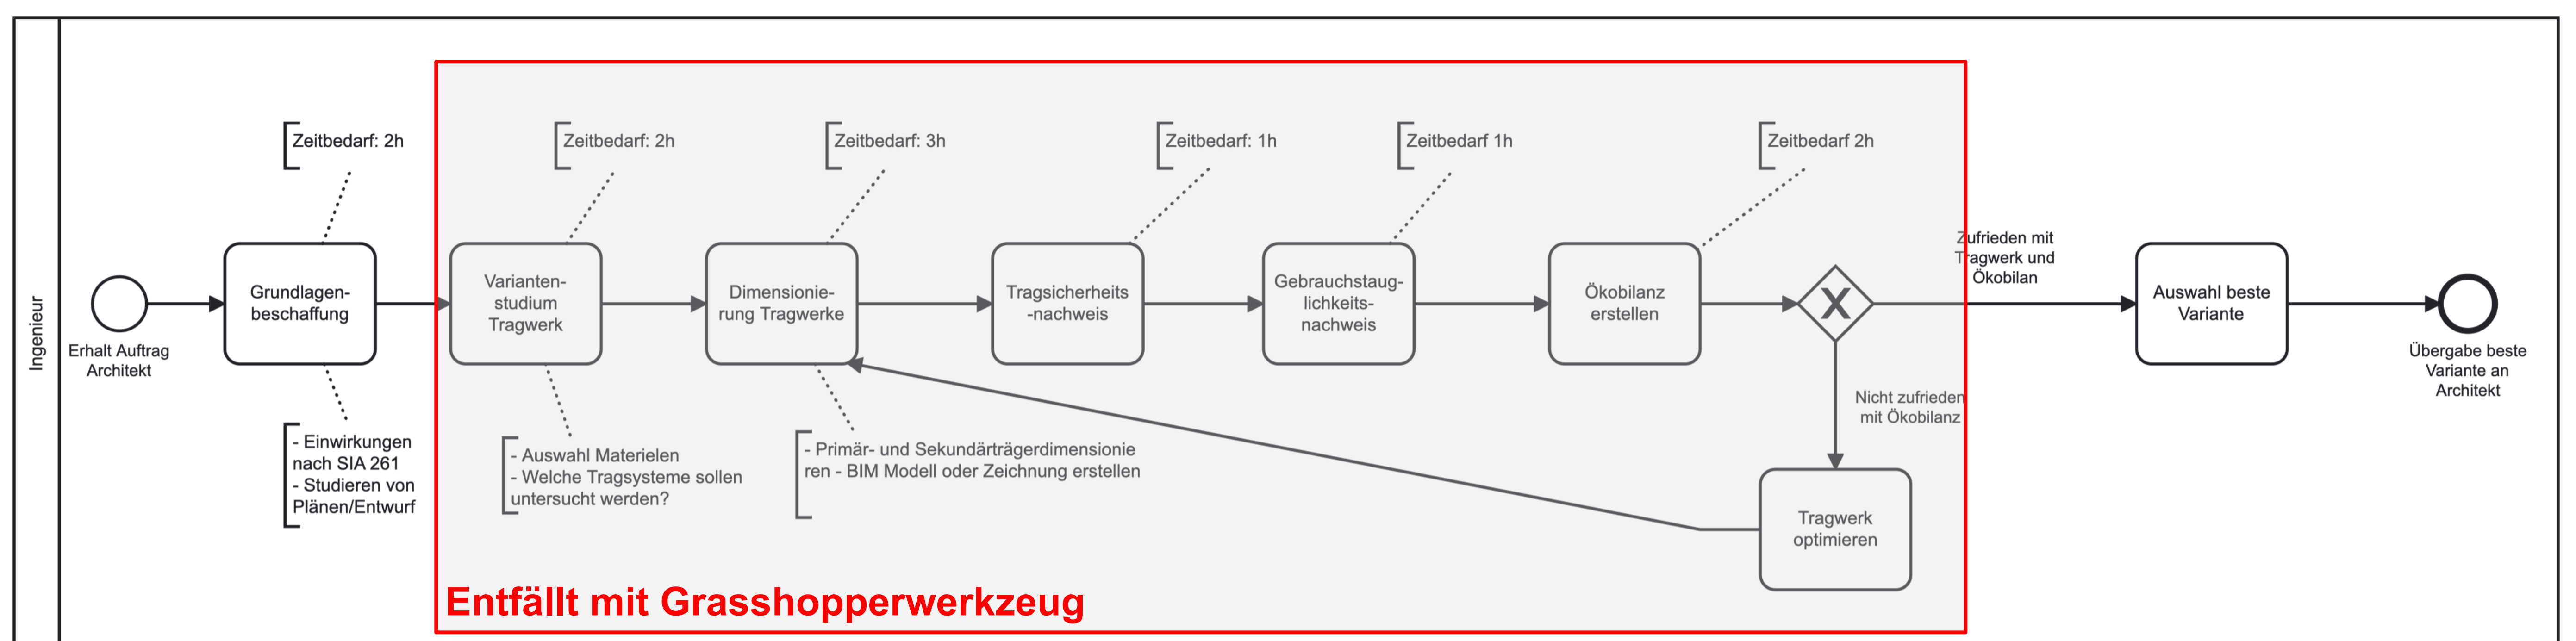 Ingenieur
Erhalt Auftrag
Architekt
Zeitbedarf: 2h
Grundlagen-
beschaffung
- Einwirkungen
nach SIA 261
- Studieren von
Plänen/Entwurf
Zeitbedarf: 2h
Varianten-
studium
Tragwerk
- Auswahl Materielen
- Welche Tragsysteme sollen
untersucht werden?
Zeitbedarf: 3h
Dimensionie-
rung Tragwerke
- Primär- und Sekundärträgerdimensionie
ren - BIM Modell oder Zeichnung erstellen
Zeitbedarf: 1h
Tragsicherheits
-nachweis
Zeitbedarf 1h
Gebrauchstaug-
lichkeits-
nachweis
Zeitbedarf 2h
Ökobilanz
erstellen
X
Zufrieden mit
Tragwerk und
Ökobilan
Nicht zufrieden
mit Ökobilanz
Tragwerk
optimieren
Auswahl beste
Variante
Übergabe beste
Variante an
Architekt
Entfällt mit Grasshopperwerkzeug